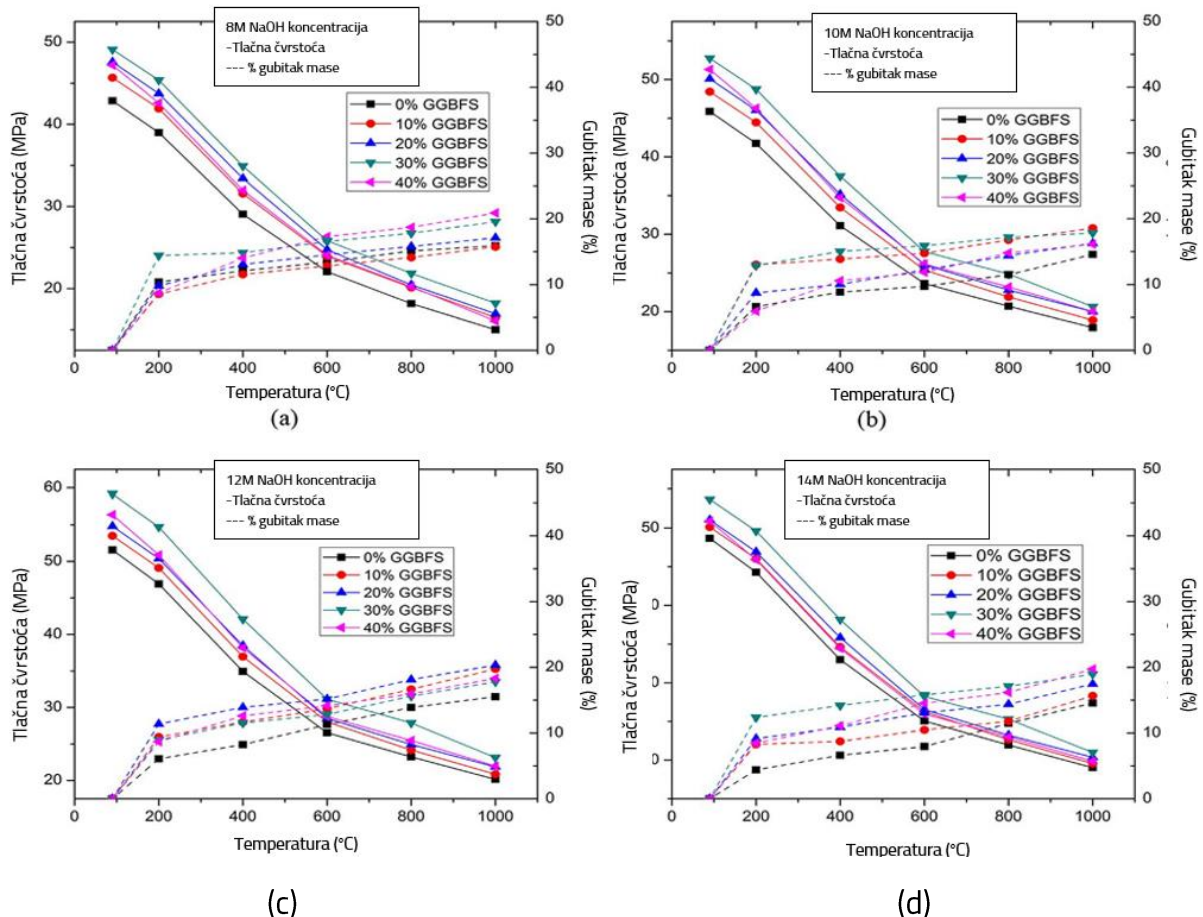 8M NaOH koncentracija
-Tlačna čvrstoća
--- % gubitak mase
0% GGBFS
10% GGBFS
20% GGBFS
30% GGBFS
40% GGBFS
Tlačna čvrstoća (MPa)
50
40
30
20
Gubitak mase (%)
50
40
30
20
10
0
0
200
400
600
800
1000
Temperatura (°C)
(a)
10M NaOH koncentracija
-Tlačna čvrstoća
--- % gubitak mase
0% GGBFS
10% GGBFS
20% GGBFS
30% GGBFS
40% GGBFS
Tlačna čvrstoća (MPa)
50
40
30
20
Gubitak mase (%)
50
40
30
20
10
0
0
200
400
600
800
1000
Temperatura (°C)
(b)
12M NaOH koncentracija
-Tlačna čvrstoća
--- % gubitak mase
0% GGBFS
10% GGBFS
20% GGBFS
30% GGBFS
40% GGBFS
Tlačna čvrstoća (MPa)
60
50
40
30
20
Gubitak mase (%)
50
40
30
20
10
0
0
200
400
600
800
1000
Temperatura (°C)
(c)
14M NaOH koncentracija
-Tlačna čvrstoća
--- % gubitak mase
0% GGBFS
10% GGBFS
20% GGBFS
30% GGBFS
40% GGBFS
Tlačna čvrstoća (MPa)
50
Gubitak mase (%)
50
40
30
20
10
0
0
200
400
600
800
1000
Temperatura (°C)
(d)